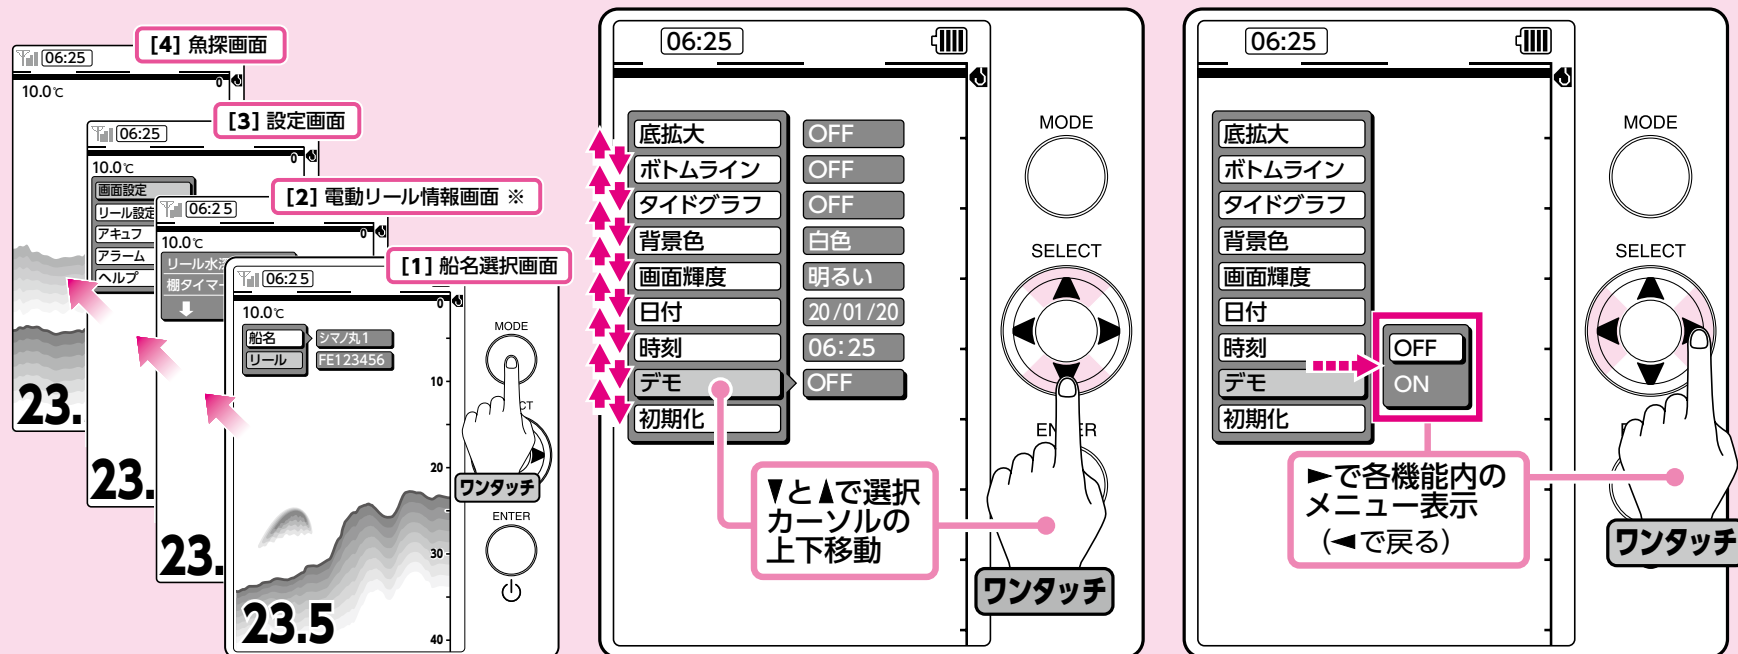 [4] 魚探画面
06:25
0
10.0℃
[3] 設定画面
06:25
0
10.0℃
画面設定
リール設定
アキュフ
アラーム
ヘルプ
[2] 電動リール情報画面 ※
06:25
0
10.0℃
リール水深
棚タイマー
[1] 船名選択画面
06:25
0
10.0℃
船名
シマノ丸1
リール
FE123456
10
20
30
40
23.
23.
23.
23.5
MODE
CT
ワンタッチ
ENTER
06:25
底拡大 OFF
ボトムライン OFF
タイドグラフ OFF
背景色 白色
画面輝度 明るい
日付 20/01/20
時刻 06:25
デモ OFF
初期化
MODE
SELECT
EN ER
▼と▲で選択
カーソルの
上下移動
ワンタッチ
06:25
底拡大
ボトムライン
タイドグラフ
背景色
画面輝度
日付
時刻
デモ
初期化
OFF
ON
MODE
SELECT
►で各機能内の
メニュー表示
(◄で戻る)
ワンタッチ